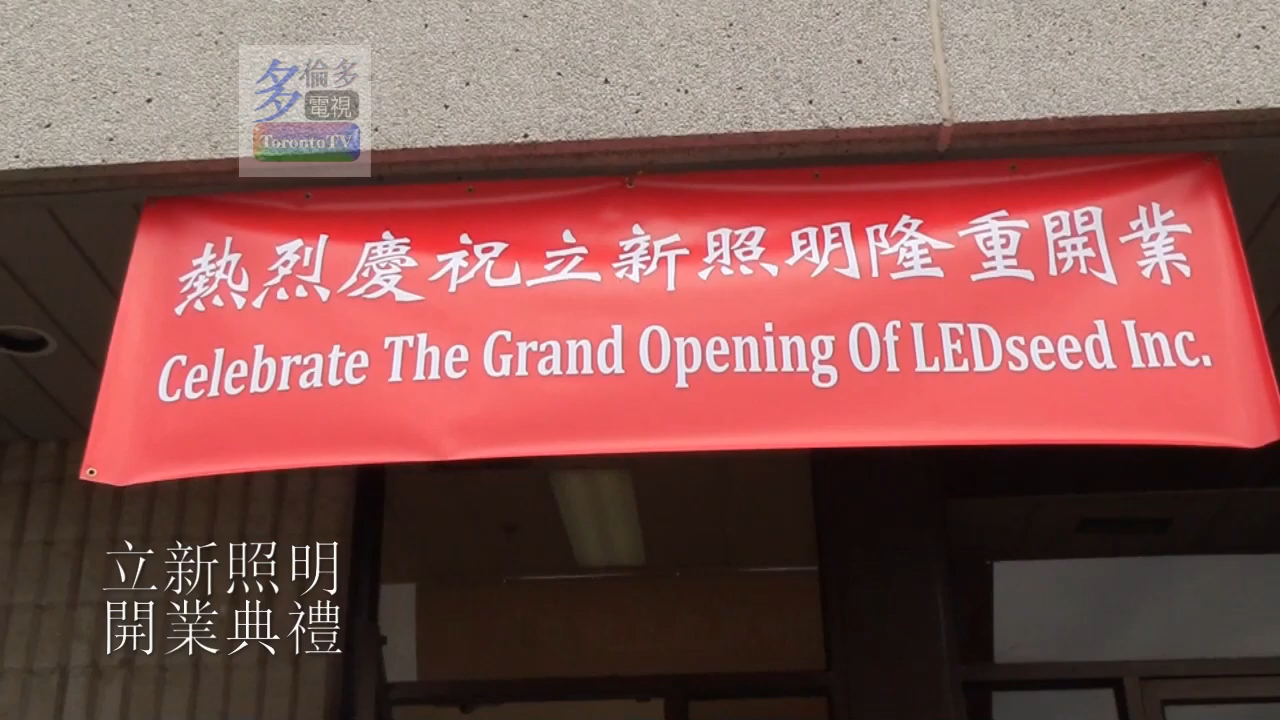 多倫多
電視
TorontoTV
熱烈慶祝立新照明隆重開業
Celebrate The Grand Opening Of LEDseed Inc.
立新照明
開業典禮